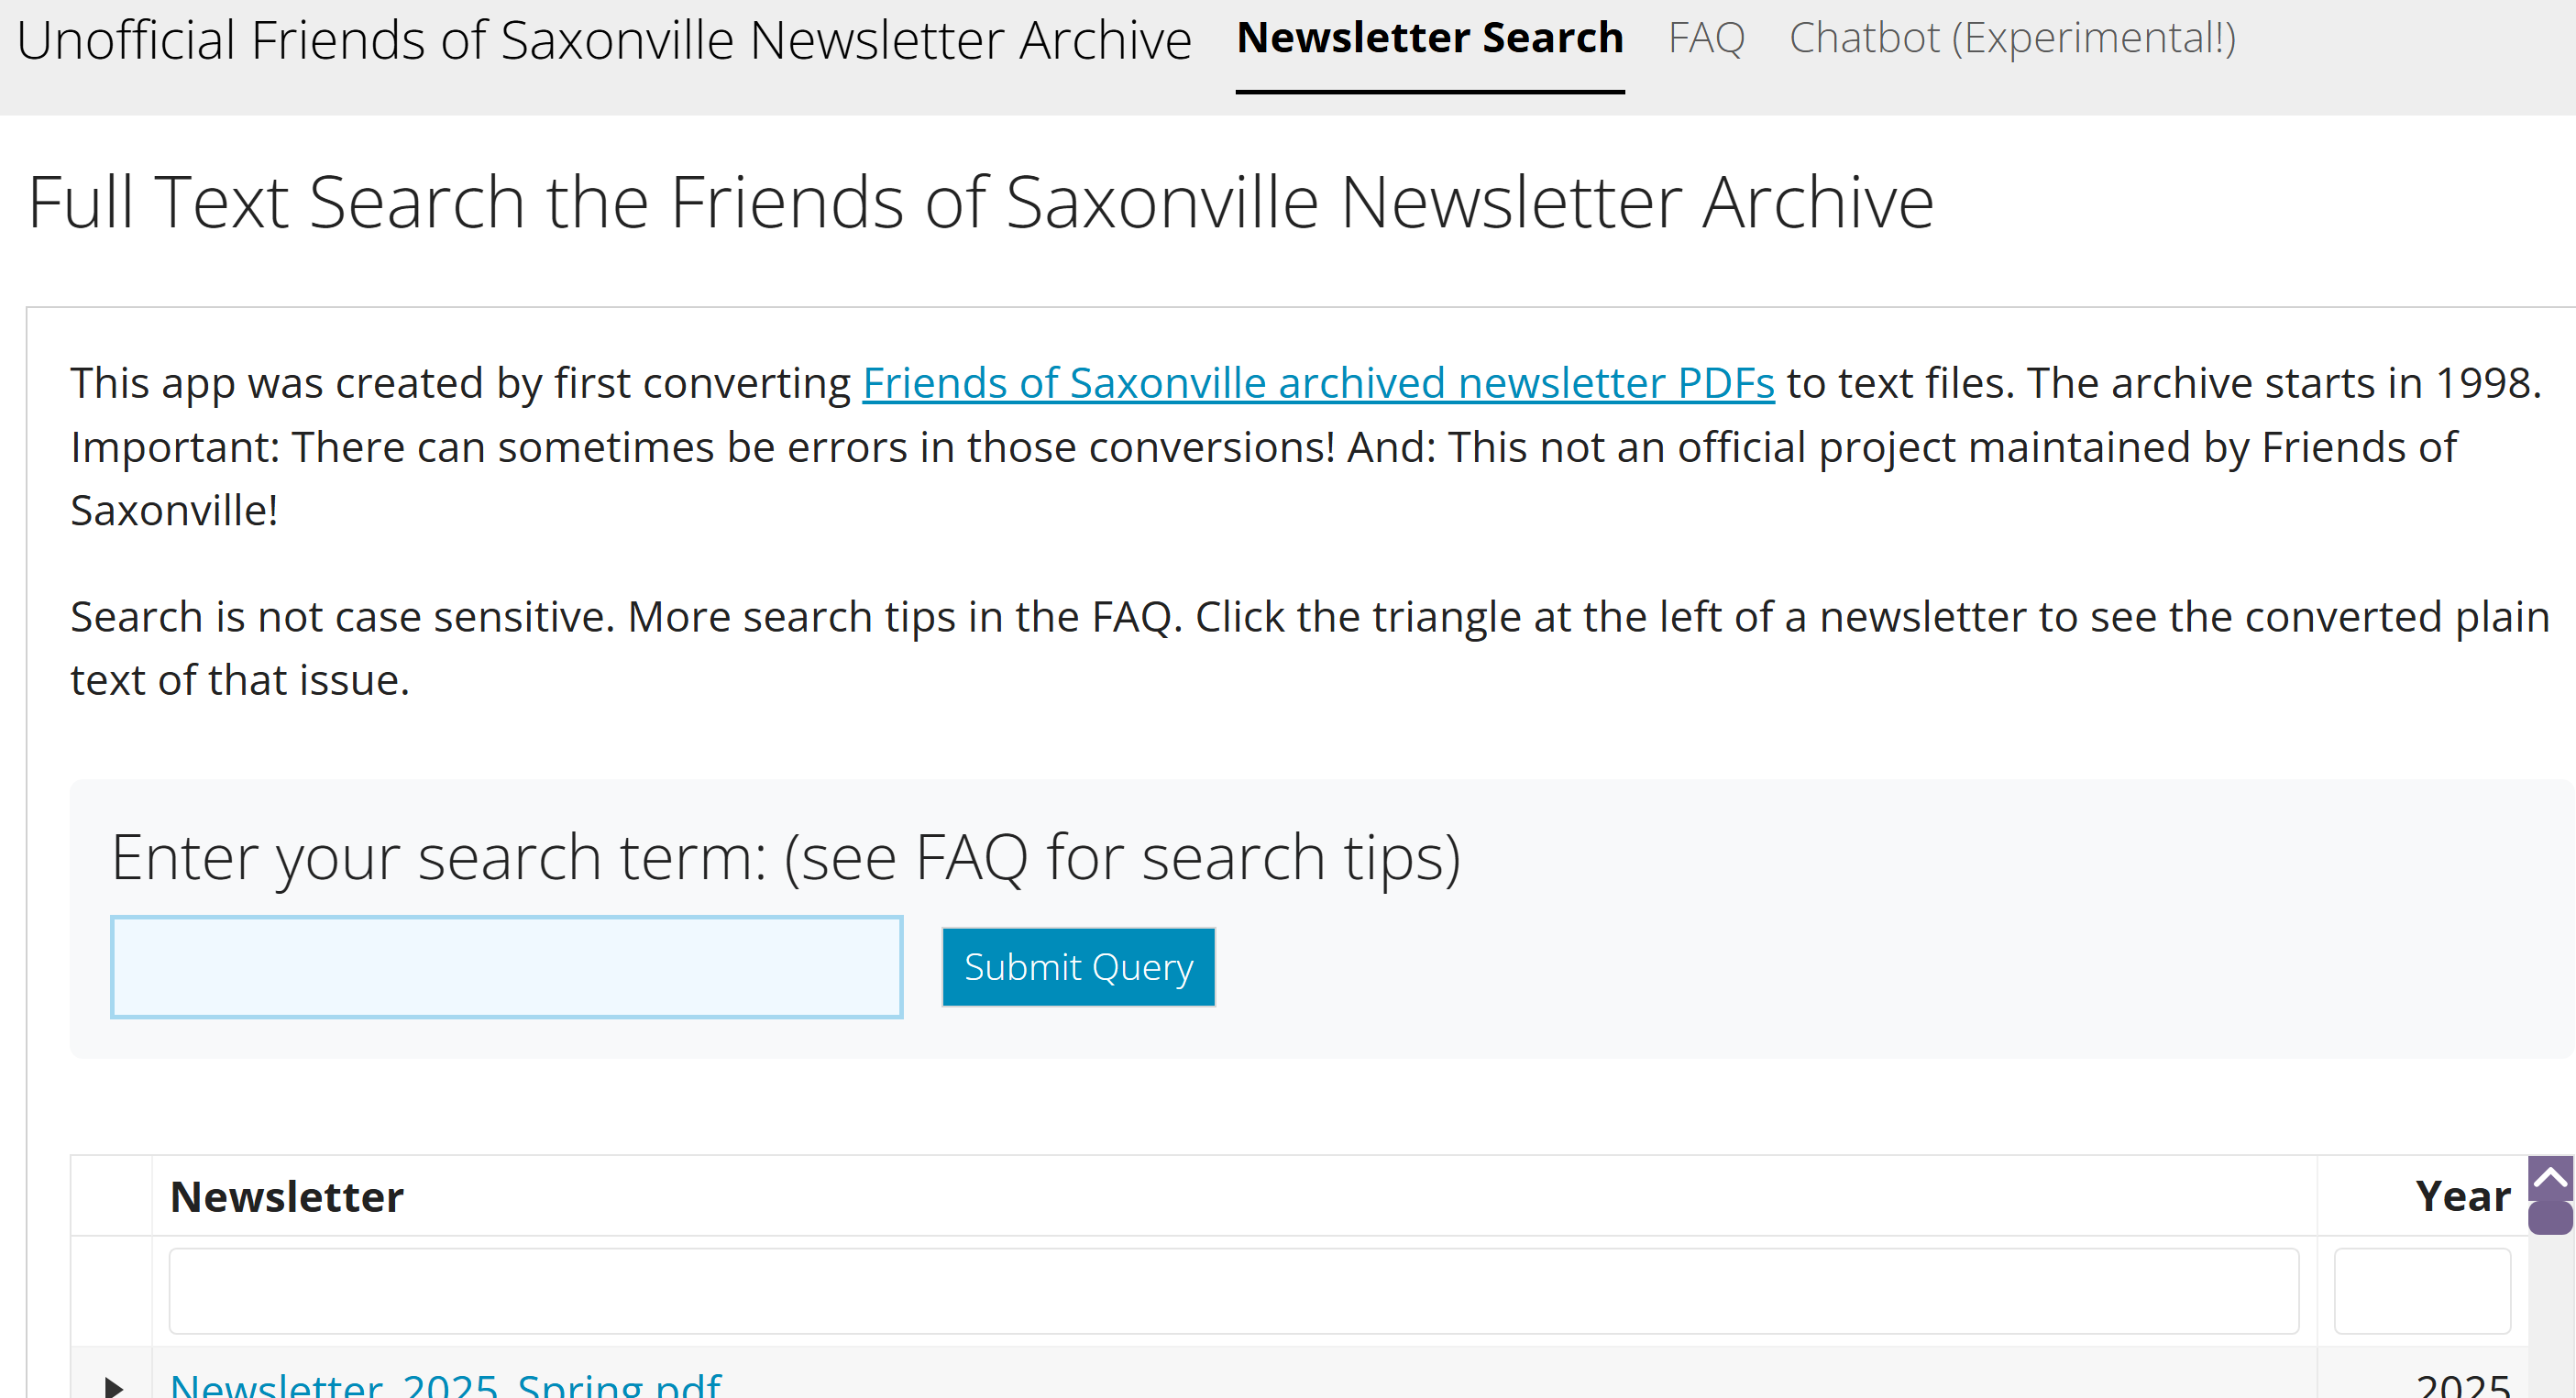 Unofficial Friends of Saxonville Newsletter Archive Newsletter Search FAQ Chatbot (Experimental!)
Full Text Search the Friends of Saxonville Newsletter Archive
This app was created by first converting Friends of Saxonville archived newsletter PDFs to text files. The archive starts in 1998.
Important: There can sometimes be errors in those conversions! And: This not an official project maintained by Friends of
Saxonville!
Search is not case sensitive. More search tips in the FAQ. Click the triangle at the left of a newsletter to see the converted plain
text of that issue.
Enter your search term: (see FAQ for search tips)
Submit Query
Newsletter Year
Newsletter_2025_Spring.pdf 2025